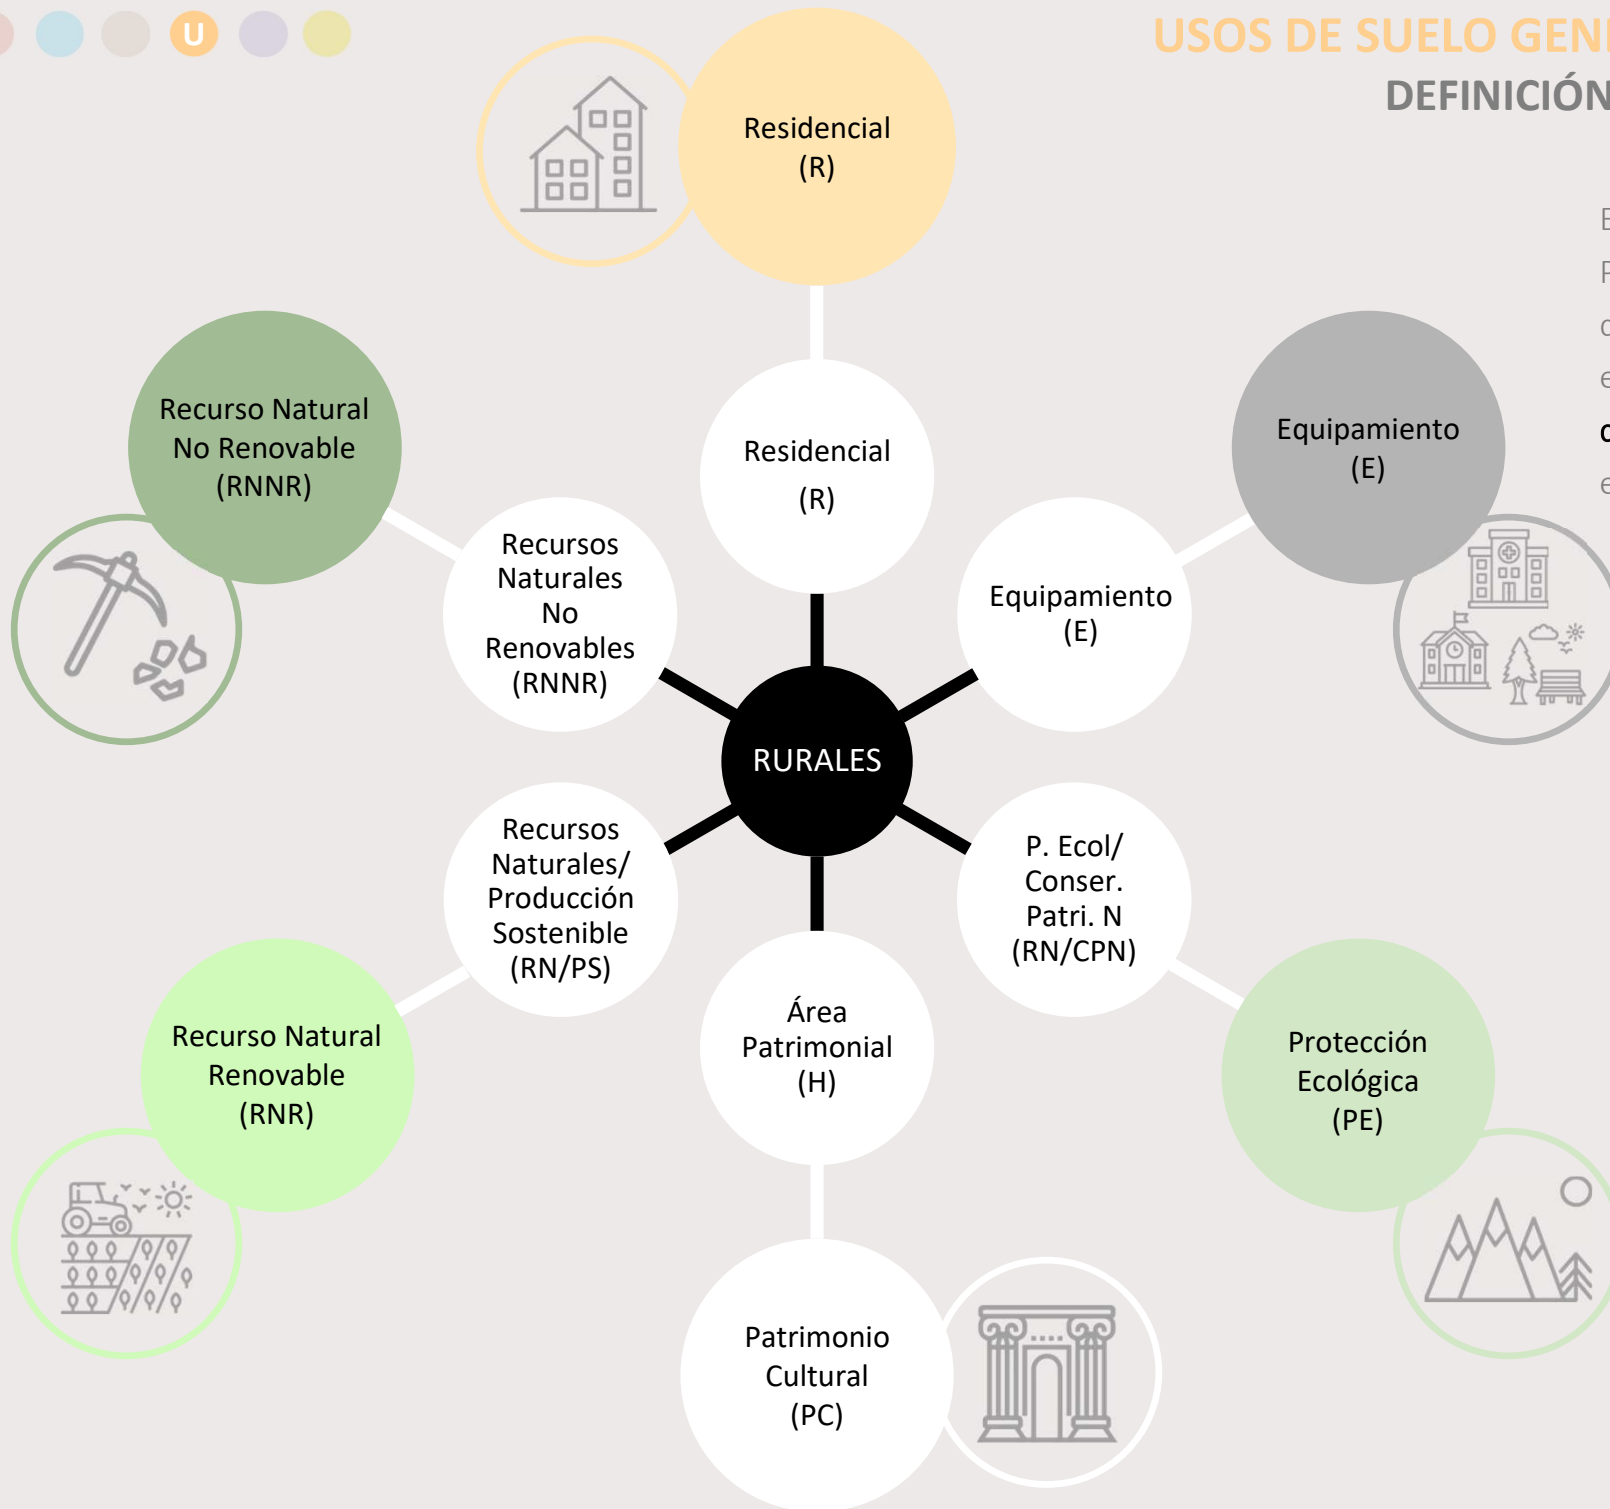 U
USOS DE SUELO GEN
DEFINICIÓN
Residencial
(R)
Recurso Natural
No Renovable
(RNNR)
Equipamiento
(E)
Residencial
(R)
Recursos
Naturales
No
Renovables
(RNNR)
Equipamiento
(E)
RURALES
Recursos
Naturales/
Producción
Sostenible
(RN/PS)
P. Ecol/
Conser.
Patri. N
(RN/CPN)
Área
Patrimonial
(H)
Recurso Natural
Renovable
(RNR)
Protección
Ecológica
(PE)
Patrimonio
Cultural
(PC)